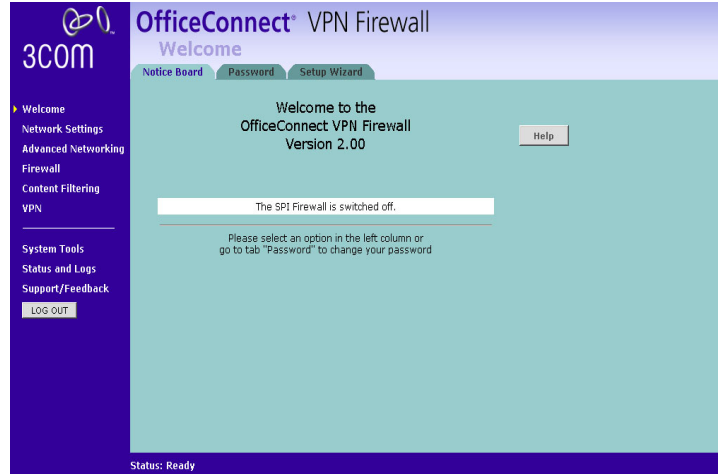 3COM
OfficeConnect® VPN Firewall
Welcome
Notice Board
Password
Setup Wizard
Welcome
Network Settings
Advanced Networking
Firewall
Content Filtering
VPN
System Tools
Status and Logs
Support/Feedback
LOG OUT
Welcome to the
OfficeConnect VPN Firewall
Version 2.00
Help
The SPI Firewall is switched off.
Please select an option in the left column or
go to tab "Password" to change your password
Status: Ready